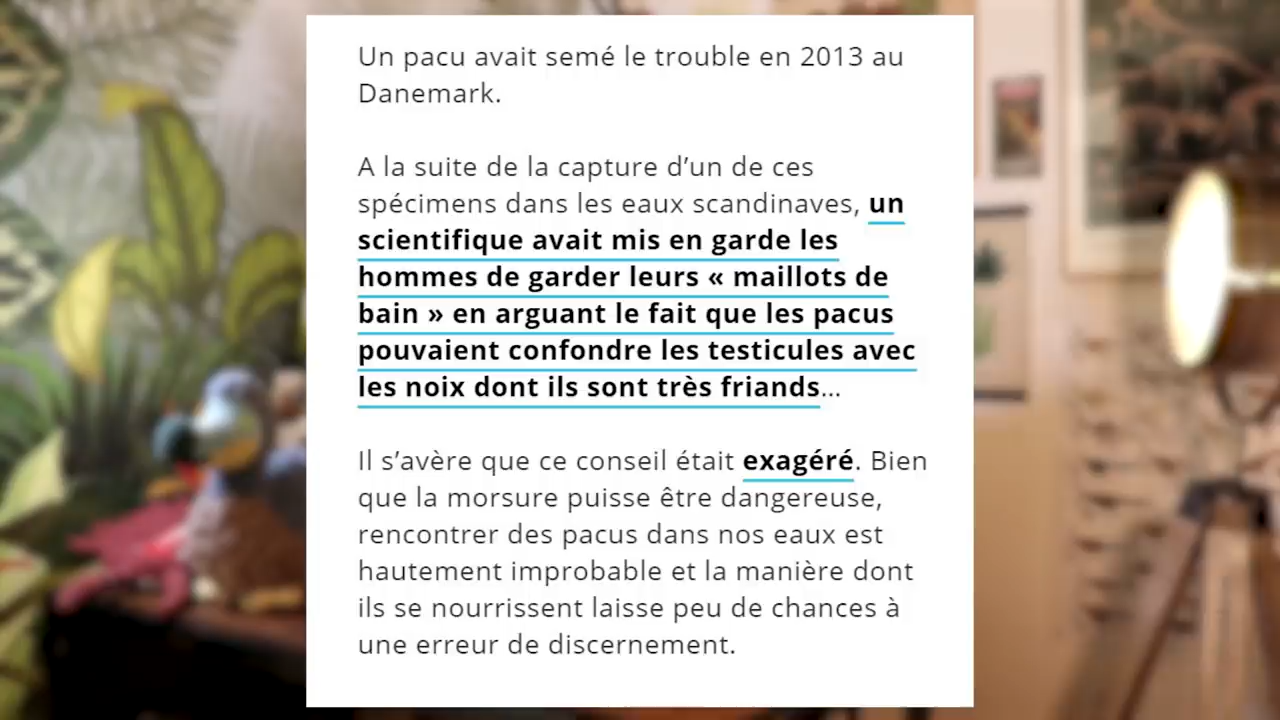 Un pacu avait semé le trouble en 2013 au
Danemark.
A la suite de la capture d’un de ces
spécimens dans les eaux scandinaves, un
scientifique avait mis en garde les
hommes de garder leurs « maillots de
bain » en arguant le fait que les pacus
pouvaient confondre les testicules avec
les noix dont ils sont très friands...
Il s’avère que ce conseil était exagéré. Bien
que la morsure puisse être dangereuse,
rencontrer des pacus dans nos eaux est
hautement improbable et la manière dont
ils se nourrissent laisse peu de chances à
une erreur de discernement.